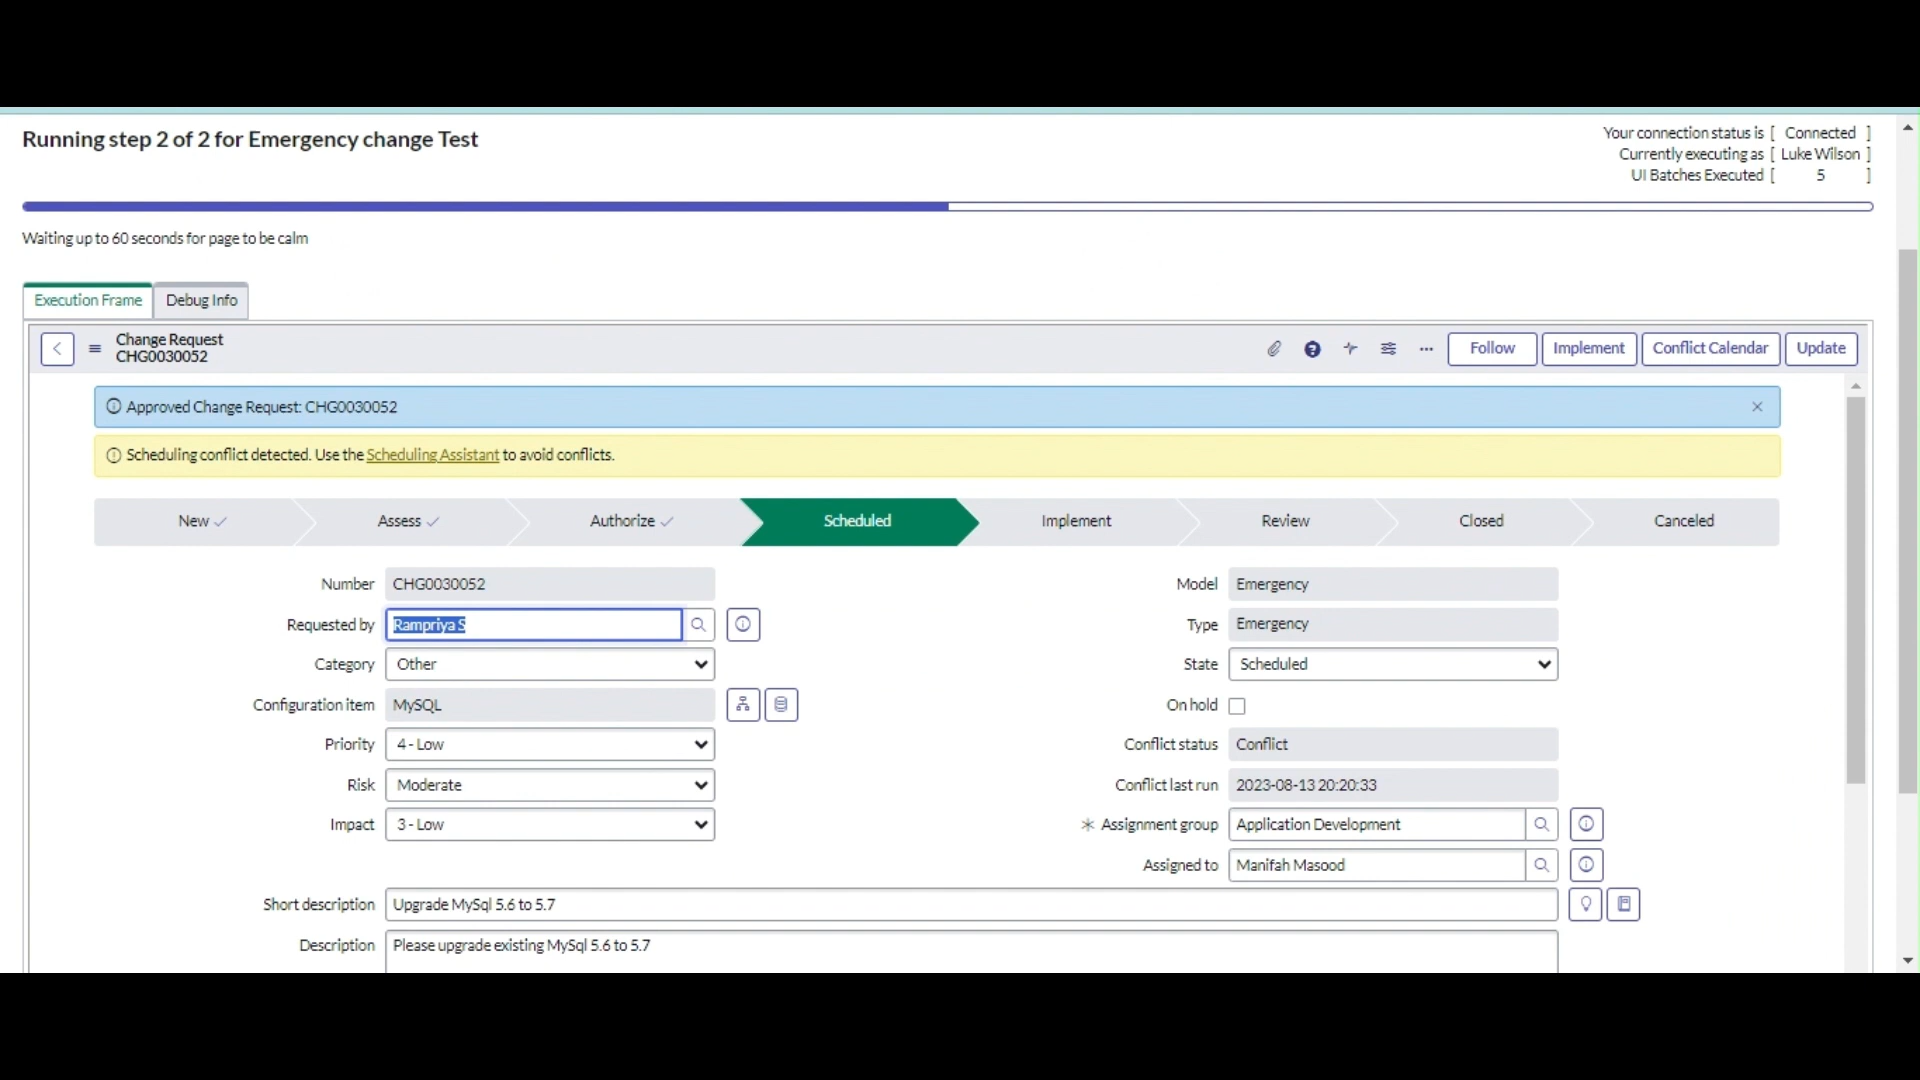 Running step 2 of 2 for Emergency change Test
Your connection status is [ Connected ]
Currently executing as [ Luke Wilson ]
UI Batches Executed [ 5 ]
Waiting up to 60 seconds for page to be calm
Execution Frame Debug Info
Change Request
CHG0030052
Follow Implement Conflict Calendar Update
Approved Change Request: CHG0030052
Scheduling conflict detected. Use the Scheduling Assistant to avoid conflicts.
New Assess Authorize Scheduled Implement Review Closed Canceled
Number CHG0030052
Requested by Rampriya S
Category Other
Configuration item MySQL
Priority 4 - Low
Risk Moderate
Impact 3 - Low
Model Emergency
Type Emergency
State Scheduled
On hold
Conflict status Conflict
Conflict last run 2023-08-13 20:20:33
Assignment group Application Development
Assigned to Manifah Masood
Short description Upgrade MySql 5.6 to 5.7
Description Please upgrade existing MySql 5.6 to 5.7